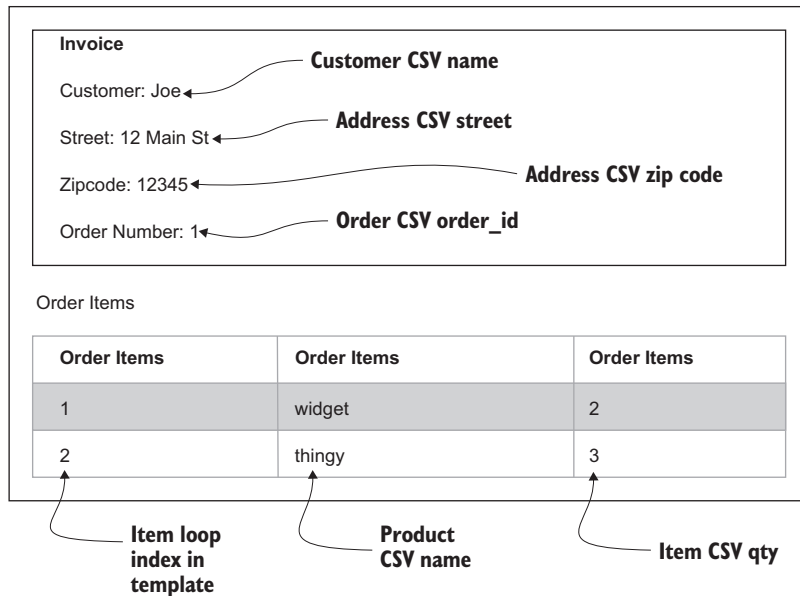 Invoice
Customer CSV name
Customer: Joe
Address CSV street
Street: 12 Main St
Address CSV zip code
Zipcode: 12345
Order CSV order_id
Order Number: 1
Order Items
Order Items Order Items Order Items
1 widget 2
2 thingy 3
Item loop
index in
template
Product
CSV name
Item CSV qty